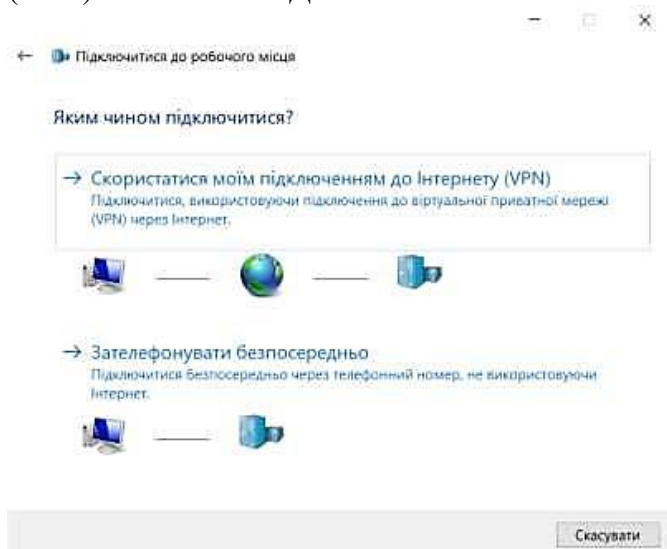 Підключитися до робочого місця
Яким чином підключитися?
Скористатися моїм підключенням до Інтернету (VPN)
Підключитися, використовуючи підключення до віртуальної приватної мережі
(VPN) через Інтернет.
Зателефонувати безпосередньо
Підключитися безпосередньо через телефонний номер, не використовуючи
Інтернет.
Скасувати